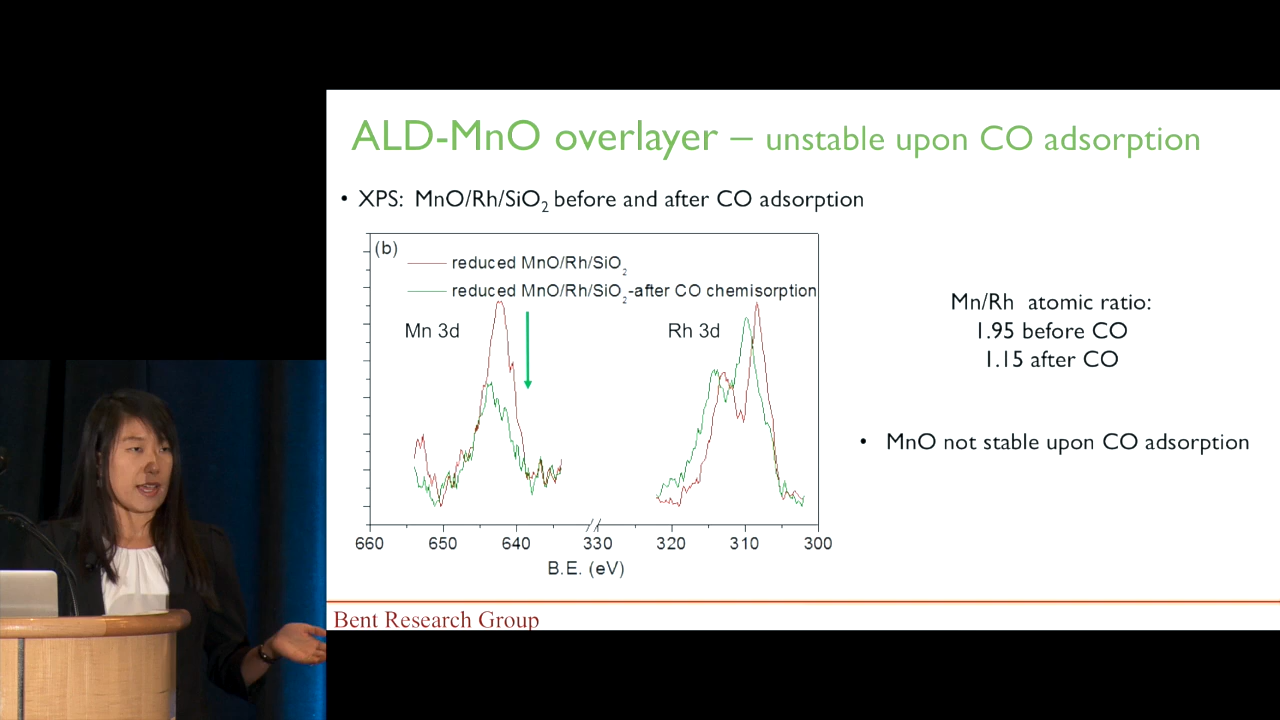 ALD-MnO overlayer – unstable upon CO adsorption
• XPS: MnO/Rh/SiO₂ before and after CO adsorption
(b)
reduced MnO/Rh/SiO₂
reduced MnO/Rh/SiO₂-after CO chemisorption
Mn 3d
Rh 3d
660 650 640 330 320 310 300
B.E. (eV)
Mn/Rh atomic ratio:
1.95 before CO
1.15 after CO
• MnO not stable upon CO adsorption
Bent Research Group